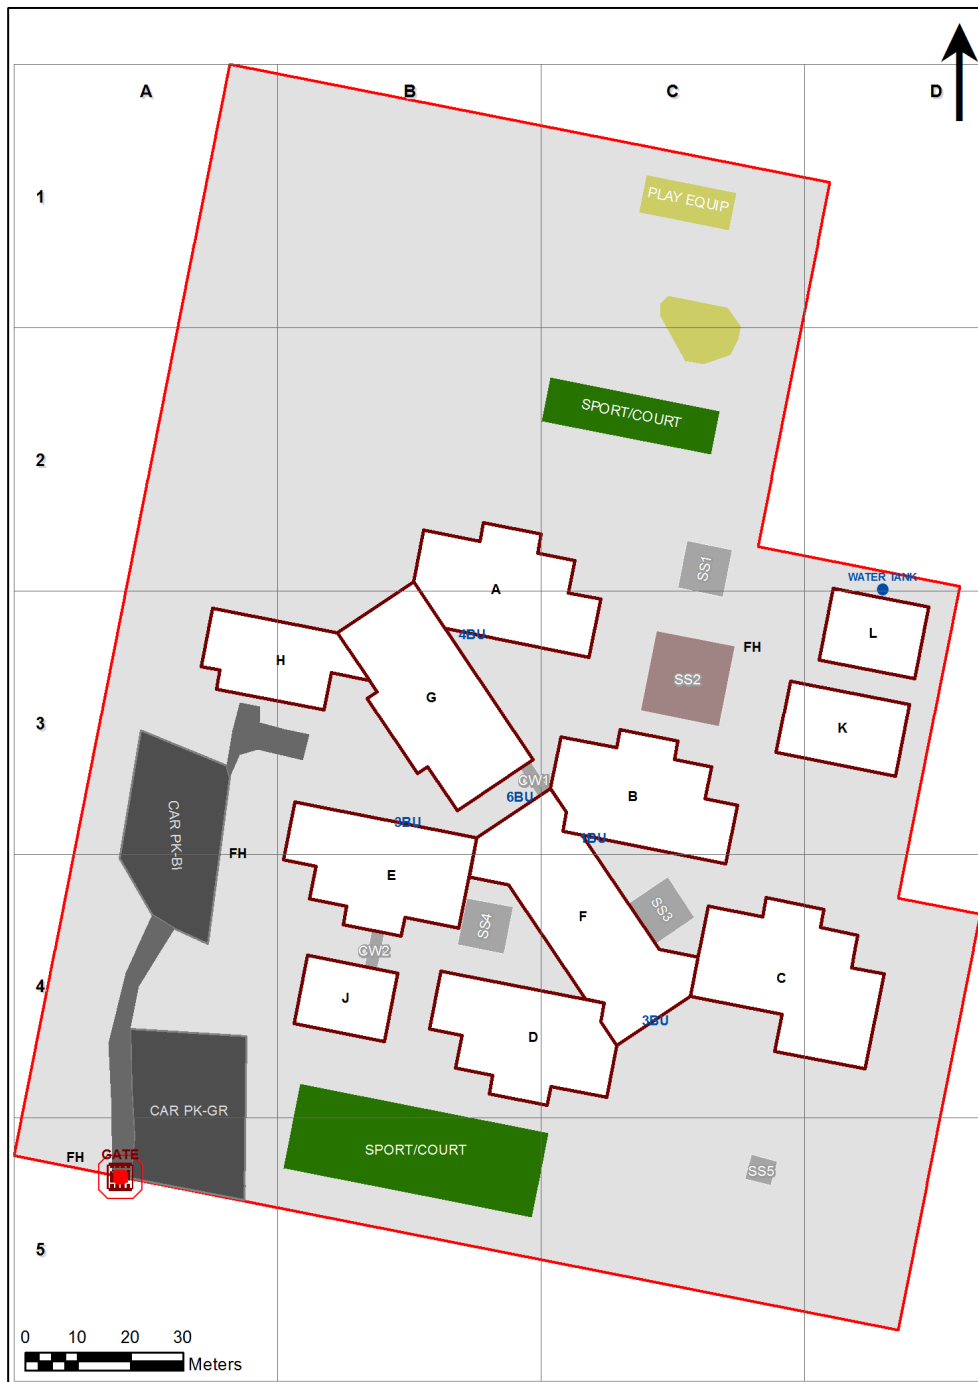 A
B
C
D
1
PLAY EQUIP
SPORT/COURT
2
SS1
WATER TANK
A
4BU
FH
L
H
SS2
G
3
K
CW1
6BU
B
3BU
1BU
CAR PK-BI
FH
E
SS3
F
SS4
CW2
C
4
J
3BU
D
CAR PK-GR
SPORT/COURT
FH
GATE
SS5
5
0 10 20 30
Meters